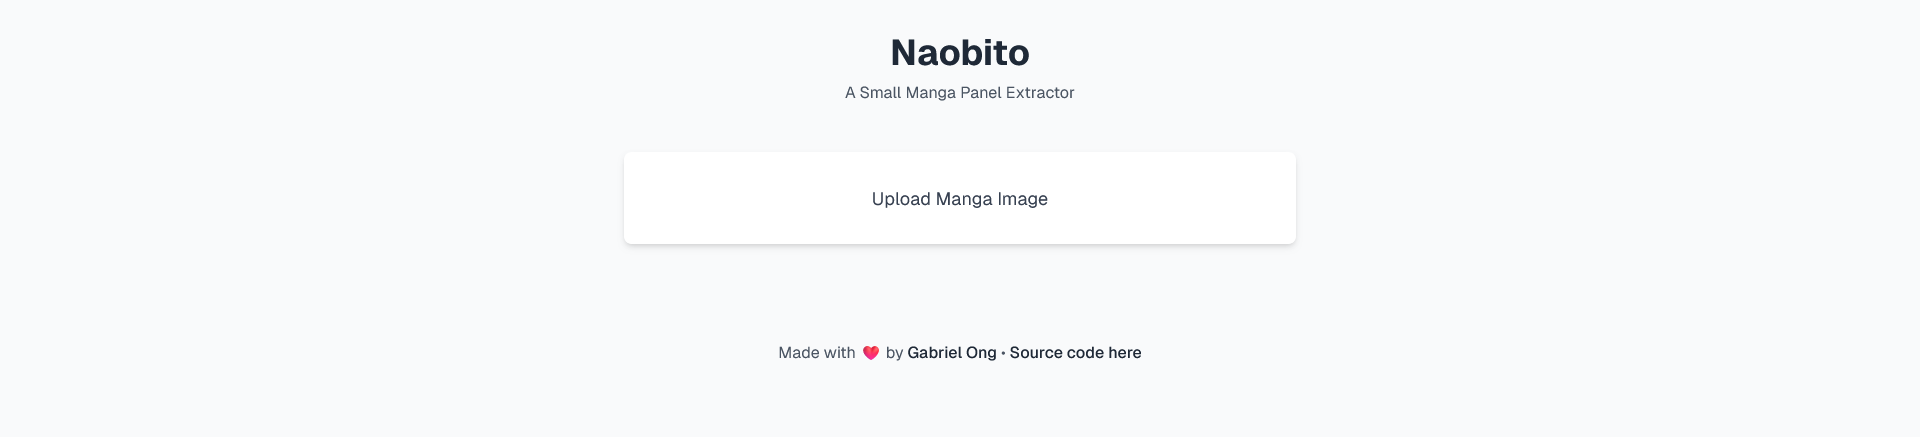 Naobito
A Small Manga Panel Extractor
Upload Manga Image
Made with ❤️ by Gabriel Ong • Source code here